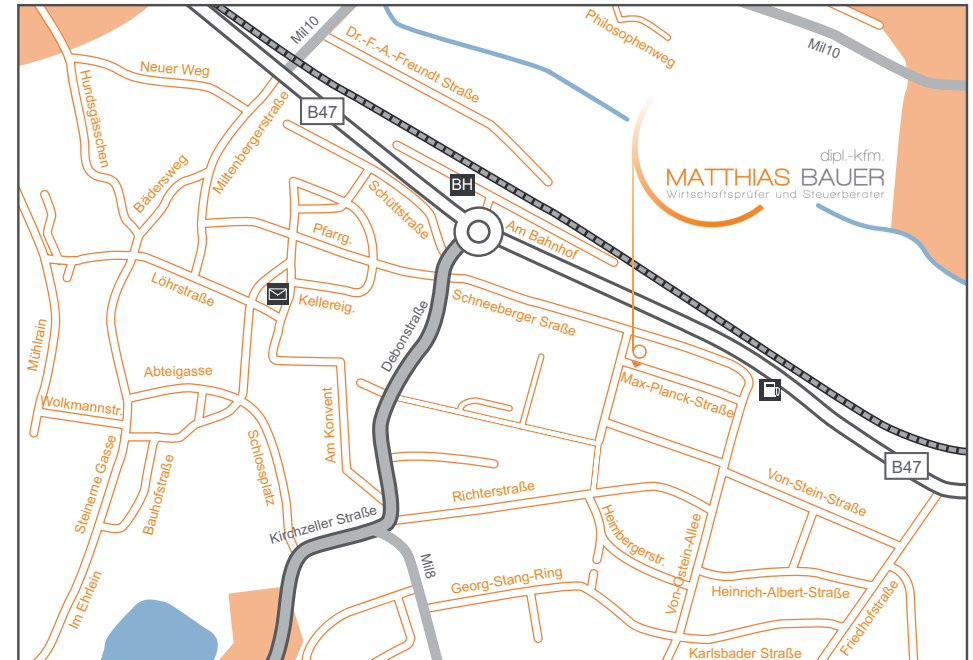 Mil10
Philosophenweg
Mil10
Dr.-F.-A.-Freundt Straße
Neuer Weg
Hundsgässchen
B47
Miltenbergerstraße
Bädersweg
dipl.-kfm.
MATTHIAS BAUER
Wirtschaftsprüfer und Steuerberater
BH
Schüttstraße
Pfarrg.
Am Bahnhof
Löhrstraße
Kellereig.
Schneeberger Sraße
Debonstraße
Mühlrain
Abteigasse
Max-Planck-Straße
Wolkmannstr.
Am Konvent
Schlossplatz
Steinerne Gasse
Bauhofstraße
B47
Von-Stein-Straße
Richterstraße
Kirchzeller Straße
Heimbergerstr.
Von-Ostein-Allee
Mil8
Georg-Stang-Ring
Heinrich-Albert-Straße
Im Ehrlein
Friedhofstraße
Karlsbader Straße